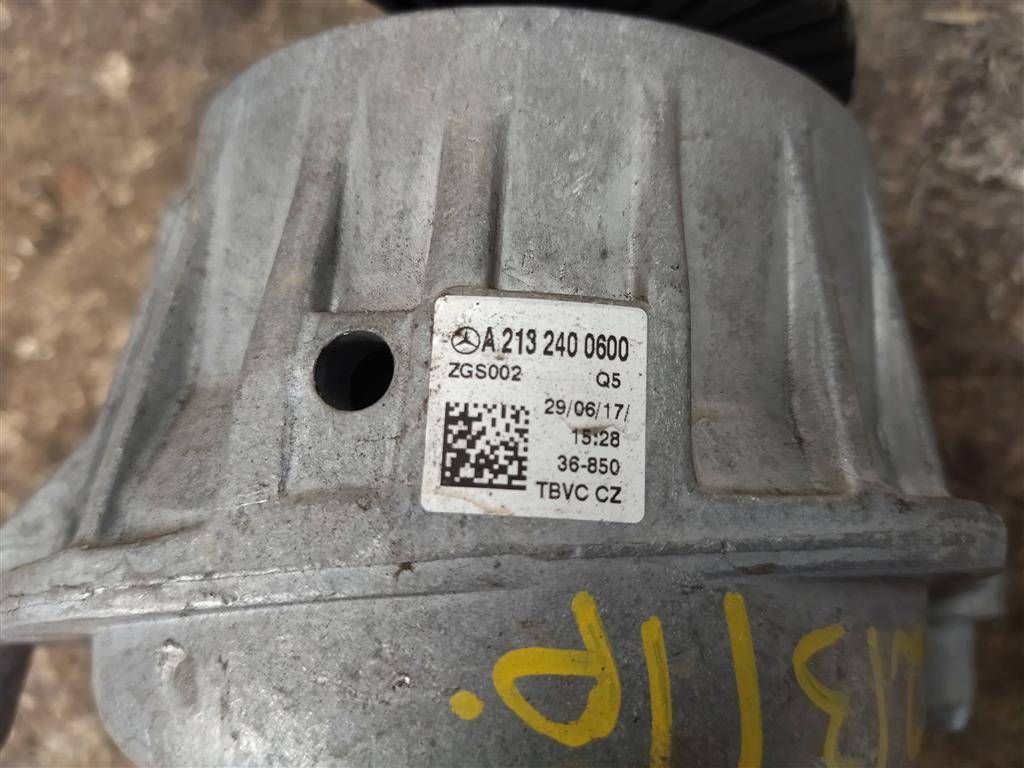 A 213 240 0600
ZGS002 Q5
29/06/17/
15:28
36-850
TBVC CZ